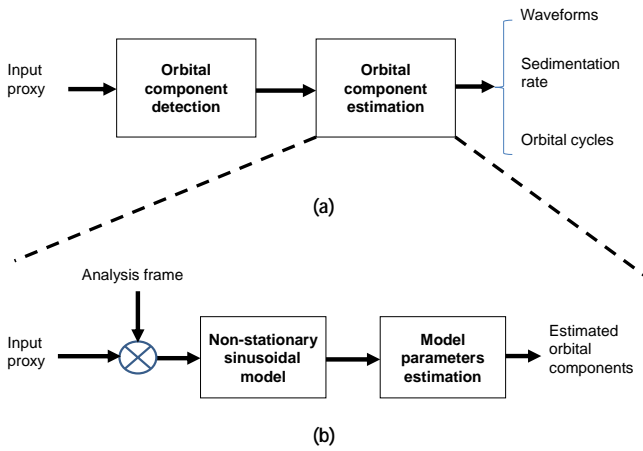 Waveforms
Input
proxy
Orbital
component
detection
Orbital
component
estimation
Sedimentation
rate
Orbital cycles
(a)
Analysis frame
Input
proxy
Non-stationary
sinusoidal
model
Model
parameters
estimation
Estimated
orbital
components
(b)